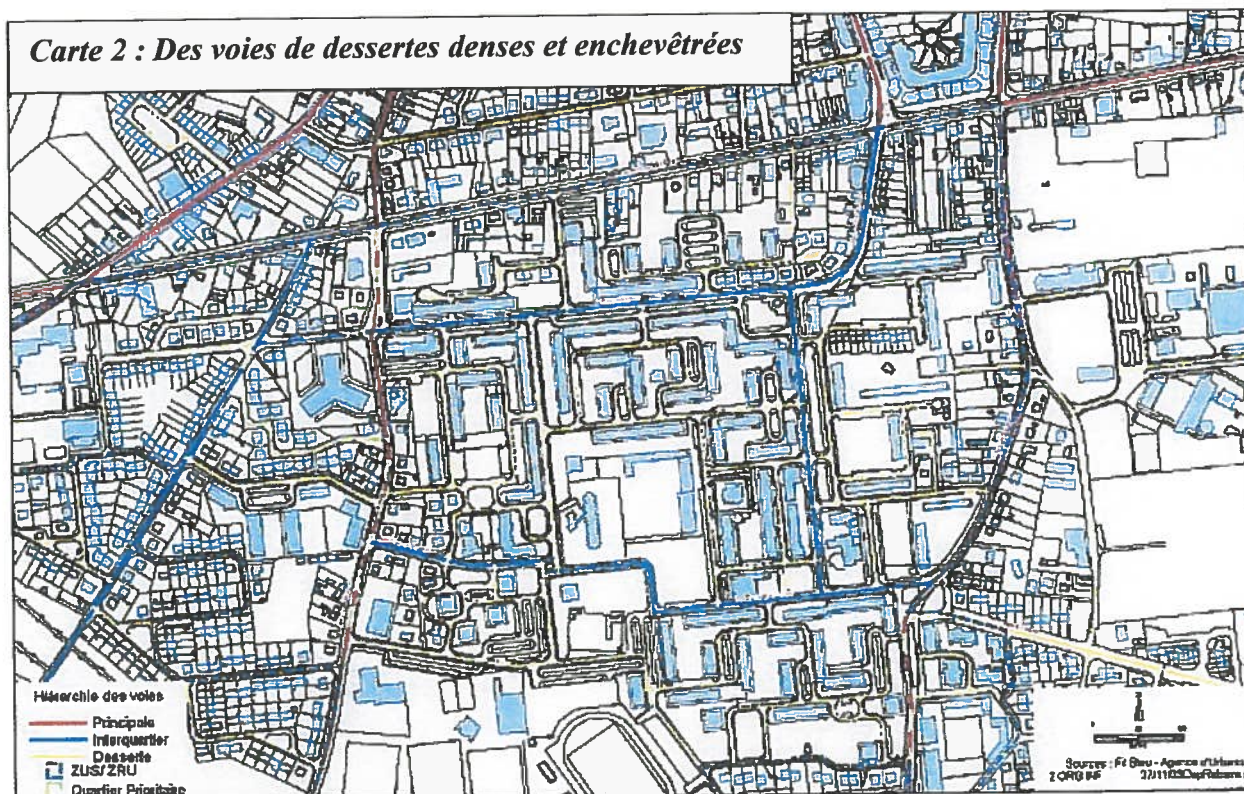 Carte 2 : Des voies de dessertes denses et enchevêtrées
Hiérarchie des voies
Principale
Interquartier
Desserte
ZUS/ ZRU
Quartier Prioritaire
Sources :